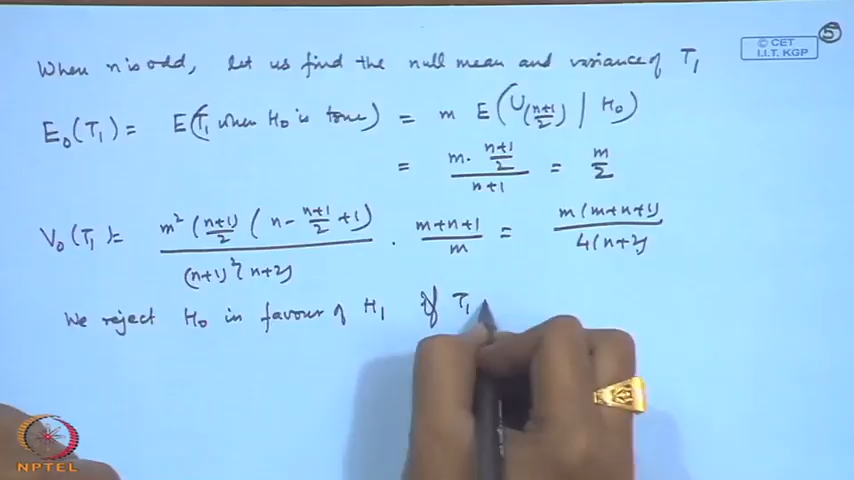 © CET
I.I.T. KGP
5
When n is odd, let us find the null mean and variance of T₁
E₀(T₁) = E(T₁ when H₀ is true) = m E(U_((n+1)/2) | H₀)
= (m · (n+1)/2)/(n+1) = m/2
V₀(T₁) = (m² ((n+1)/2) (n - (n+1)/2 + 1))/((n+1)² (n+2)) · (m+n+1)/m = m(m+n+1)/4(n+2)
We reject H₀ in favour of H₁ if T₁
NPTEL